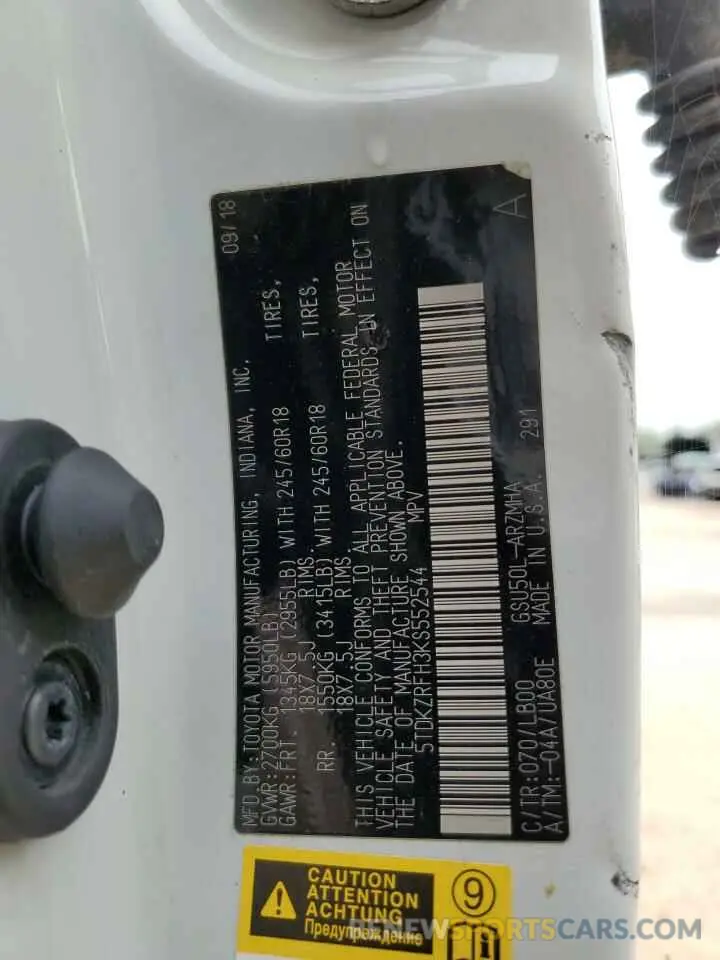 MFD.BY:TOYOTA MOTOR MANUFACTURING, INDIANA, INC. 09/18
GVWR:2700KG (5950LB)
GAWR:FRT. 1345KG (2955LB) WITH 245/60R18 TIRES,
18X7.5J RIMS.
RR. 1550KG (3415LB) WITH 245/60R18 TIRES,
18X7.5J RIMS.
THIS VEHICLE CONFORMS TO ALL APPLICABLE FEDERAL MOTOR
VEHICLE SAFETY AND THEFT PREVENTION STANDARDS IN EFFECT ON
THE DATE OF MANUFACTURE SHOWN ABOVE.
5TDKZRFH3KS552544 MPV
C/TR:070/LB00 GSU50L-ARZMHA 291
A/TM:-04A/UA80E MADE IN U.S.A.
A
CAUTION
ATTENTION
ACHTUNG
Предупреждение
9
RENEWSPORTSCARS.COM